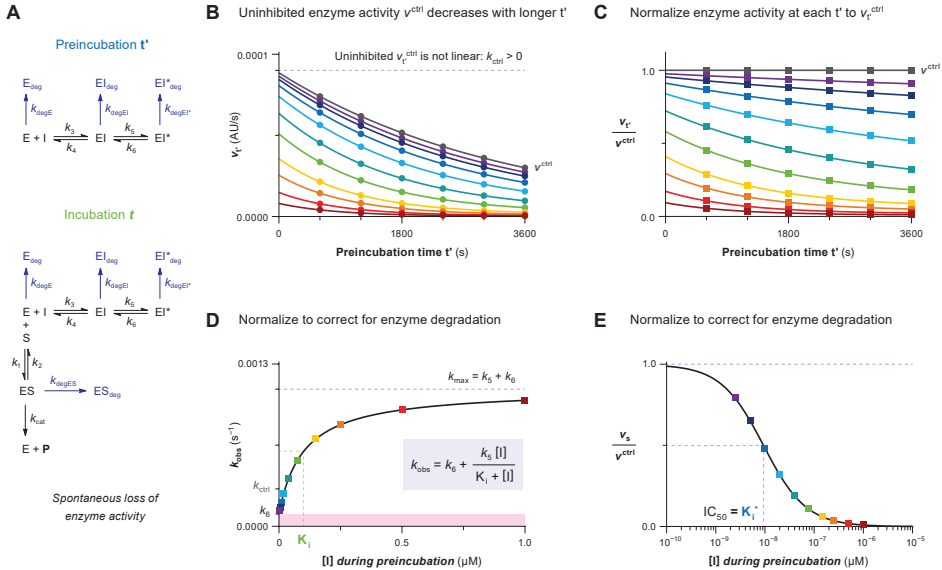 A
Preincubation t'
E_deg EI_deg EI*_deg
k_degE k_degEI k_degEI*
E + I k_3 k_4 EI k_5 k_6 EI*
Incubation t
E_deg EI_deg EI*_deg
k_degE k_degEI k_degEI*
E + I k_3 k_4 EI k_5 k_6 EI*
+
S
k_1 k_2
ES k_degES ES_deg
k_cat
E + P
Spontaneous loss of
enzyme activity
B Uninhibited enzyme activity v^ctrl decreases with longer t'
0.0001
Uninhibited v_t'^ctrl is not linear: k_ctrl > 0
v_t' (AU/s)
v^ctrl
0.0000
0 1800 3600
Preincubation time t' (s)
C Normalize enzyme activity at each t' to v_t'^ctrl
1.0
v^ctrl
v_t'
v^ctrl
0.0
0 1800 3600
Preincubation time t' (s)
D Normalize to correct for enzyme degradation
0.0013
k_max = k_5 + k_6
k_obs (s⁻¹)
k_obs = k_6 + k_5 [I] / K_i + [I]
k_ctrl
k_6
0.0000
0 K_i 0.5 1.0
[I] during preincubation (μM)
E Normalize to correct for enzyme degradation
1.0
v_s
v^ctrl
IC_50 = K_i^*
0.0
10⁻¹⁰ 10⁻⁹ 10⁻⁸ 10⁻⁷ 10⁻⁶ 10⁻⁵
[I] during preincubation (M)